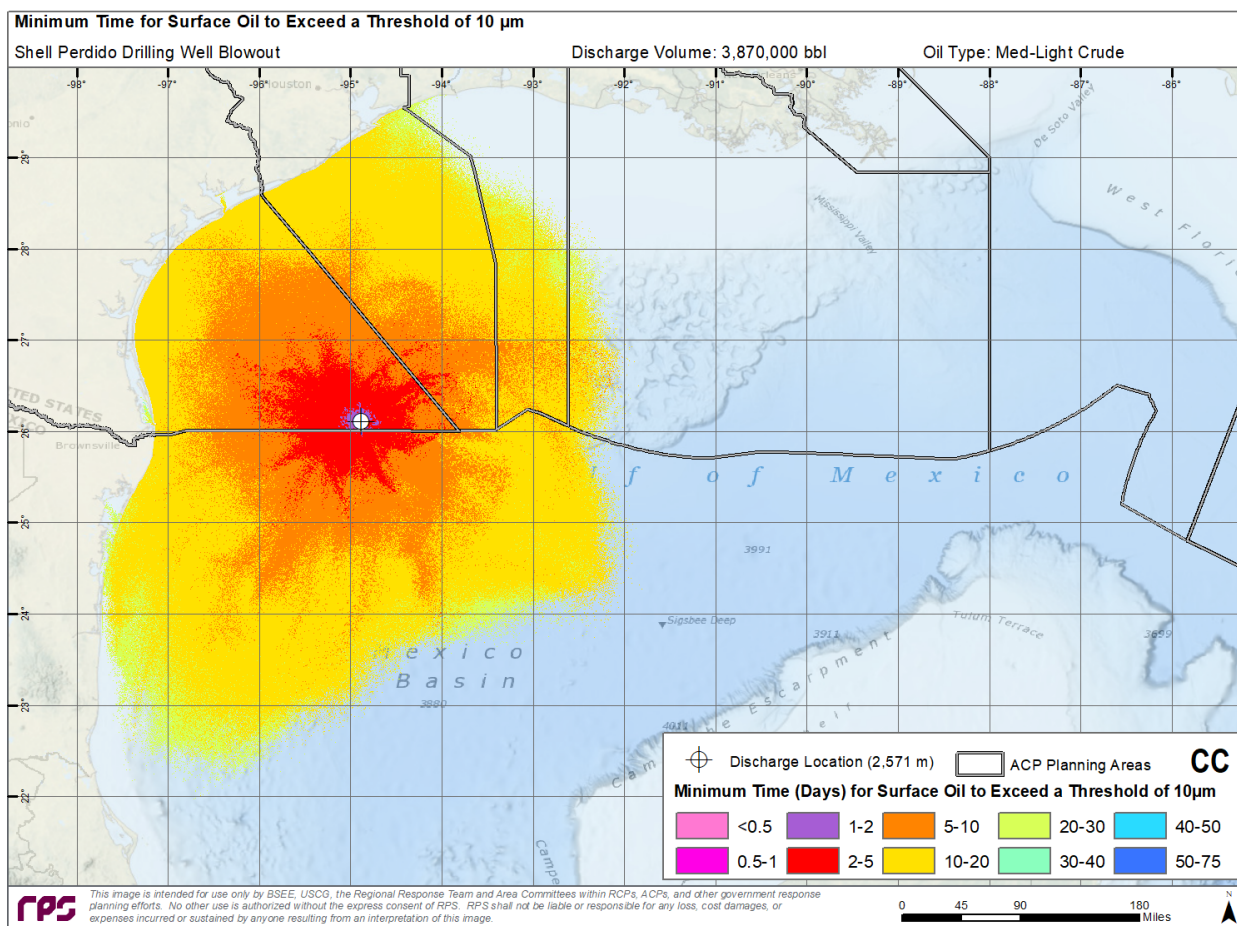 Minimum Time for Surface Oil to Exceed a Threshold of 10 µm
Shell Perdido Drilling Well Blowout Discharge Volume: 3,870,000 bbl Oil Type: Med-Light Crude
-98° -97° -96° -95° -94° -93° -92° -91° -90° -89° -88° -87° -86°
Houston
De Soto Valley
29°
West Flori
Mississippi Valley
28°
27°
UNITED STATES
26°
Brownsville
f of Mexico
25°
3991
24°
Sigsbee Deep
3911
Tulum Terrace
3699
Mexico
Basin
23°
3880
4011
Escarpment
22°
Campe
Discharge Location (2,571 m) ACP Planning Areas CC
Minimum Time (Days) for Surface Oil to Exceed a Threshold of 10µm
<0.5 1-2 5-10 20-30 40-50
0.5-1 2-5 10-20 30-40 50-75
rps
This image is intended for use only by BSEE, USCG, the Regional Response Team and Area Committees within RCPs, ACPs, and other government response
planning efforts. No other use is authorized without the express consent of RPS. RPS shall not be liable or responsible for any loss, cost damages, or
expenses incurred or sustained by anyone resulting from an interpretation of this image.
0 45 90 180
Miles
N